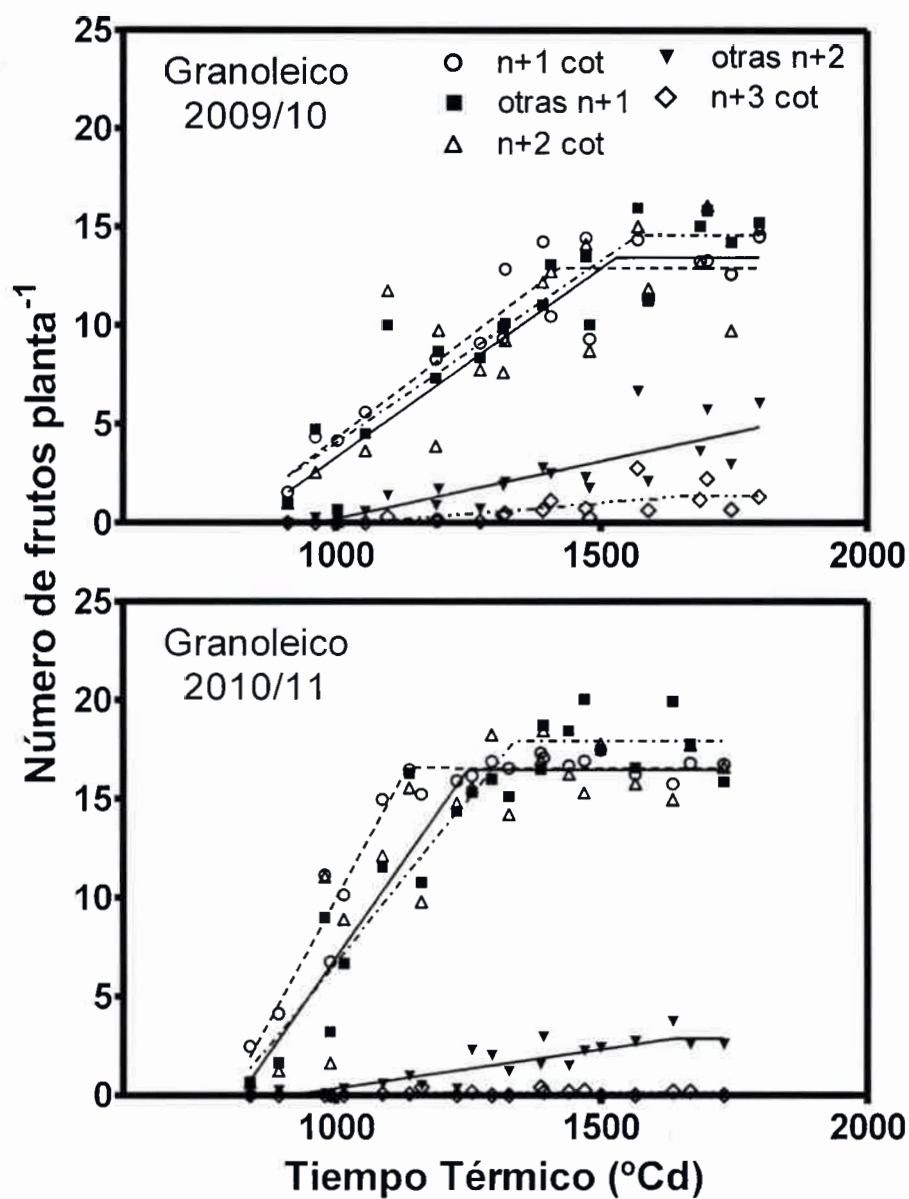 Número de frutos planta-1
25
20
15
10
5
0
Granoleico
2009/10
n+1 cot
otras n+1
n+2 cot
otras n+2
n+3 cot
1000
1500
2000
25
20
15
10
5
0
Granoleico
2010/11
1000
1500
2000
Tiempo Térmico (ºCd)